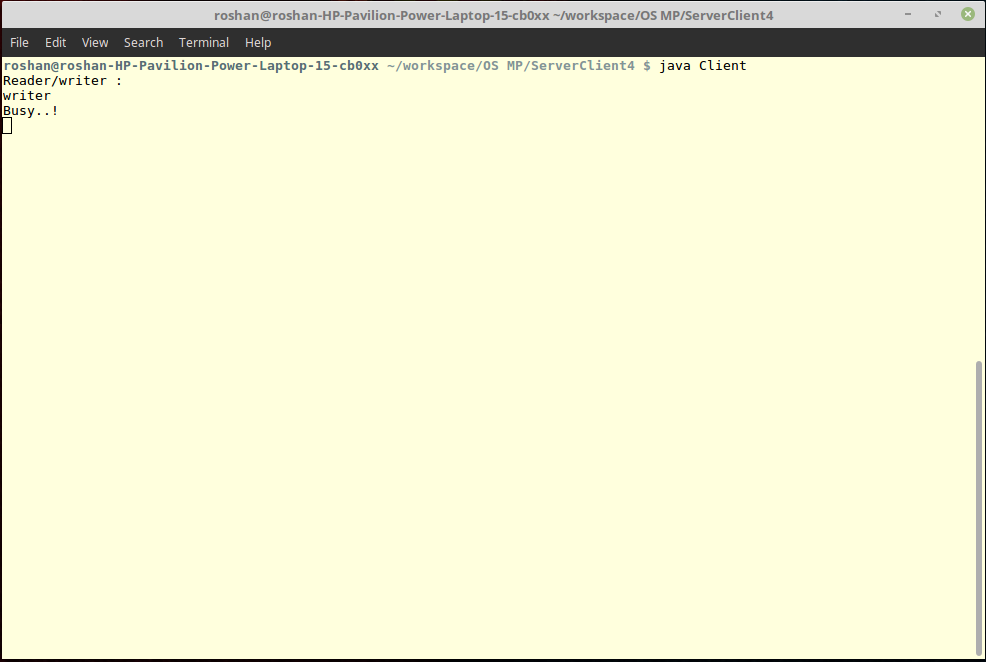 roshan@roshan-HP-Pavilion-Power-Laptop-15-cb0xx ~/workspace/OS MP/ServerClient4
File Edit View Search Terminal Help
roshan@roshan-HP-Pavilion-Power-Laptop-15-cb0xx ~/workspace/OS MP/ServerClient4 $ java Client
Reader/writer :
writer
Busy..!